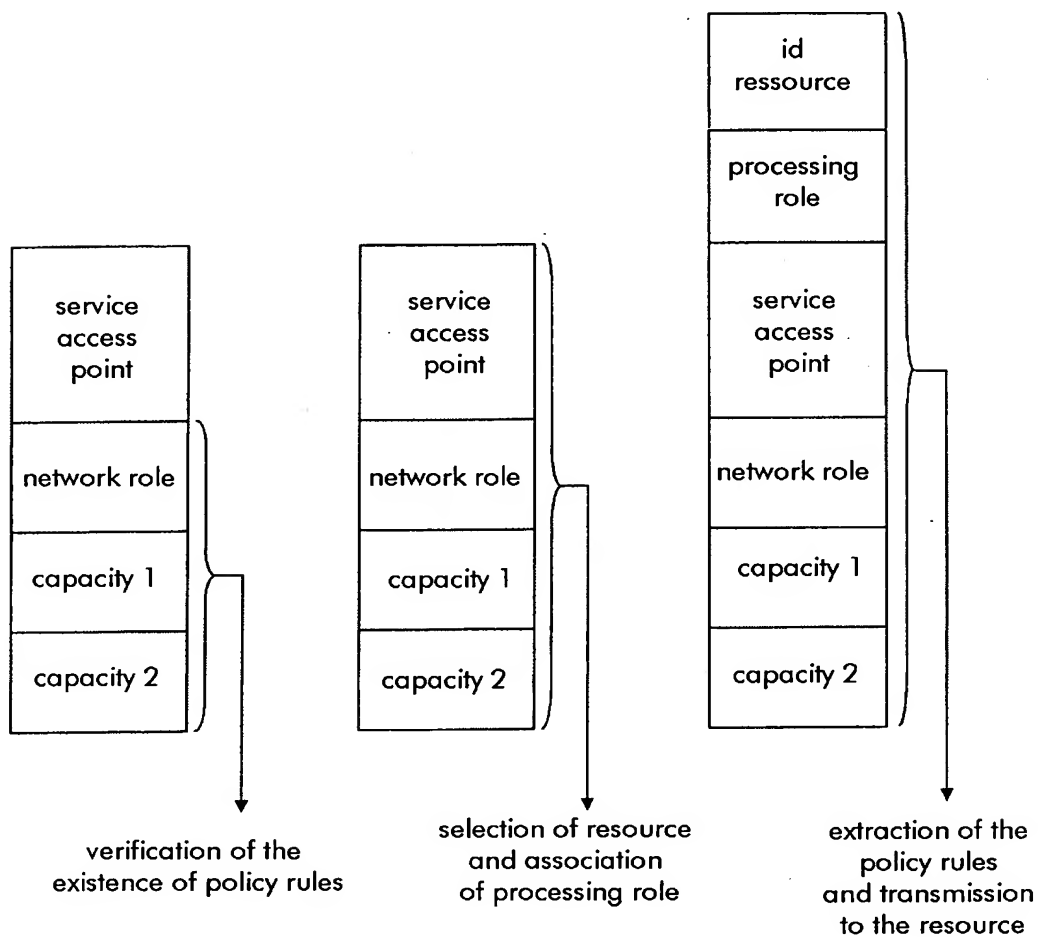 service
access
point
network role
capacity 1
capacity 2
verification of the
existence of policy rules
service
access
point
network role
capacity 1
capacity 2
selection of resource
and association
of processing role
id
ressource
processing
role
service
access
point
network role
capacity 1
capacity 2
extraction of the
policy rules
and transmission
to the resource